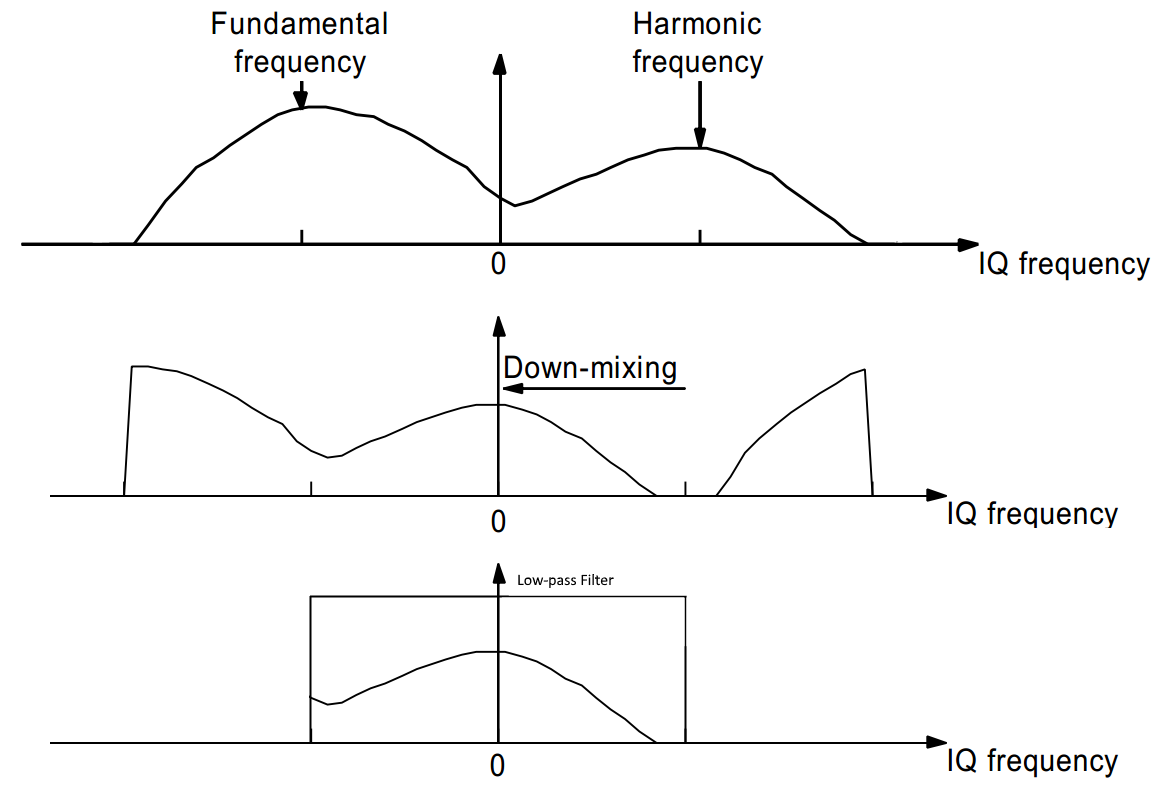 Fundamental
frequency
Harmonic
frequency
0
IQ frequency
Down-mixing
0
IQ frequency
Low-pass Filter
0
IQ frequency